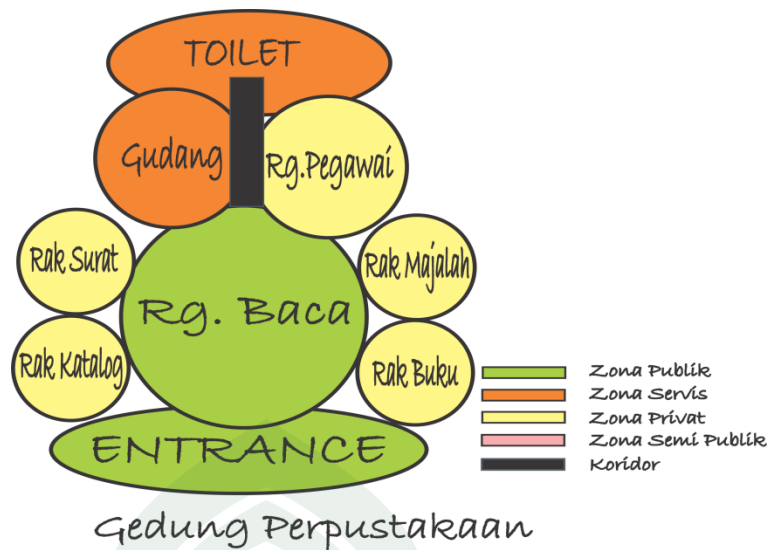 TOILET
Gudang
Rg.Pegawai
Rak Surat
Rak Majalah
Rg. Baca
Rak Katalog
Rak Buku
ENTRANCE
Zona Publik
Zona Servis
Zona Privat
Zona Semi Publik
Koridor
Gedung Perpustakaan